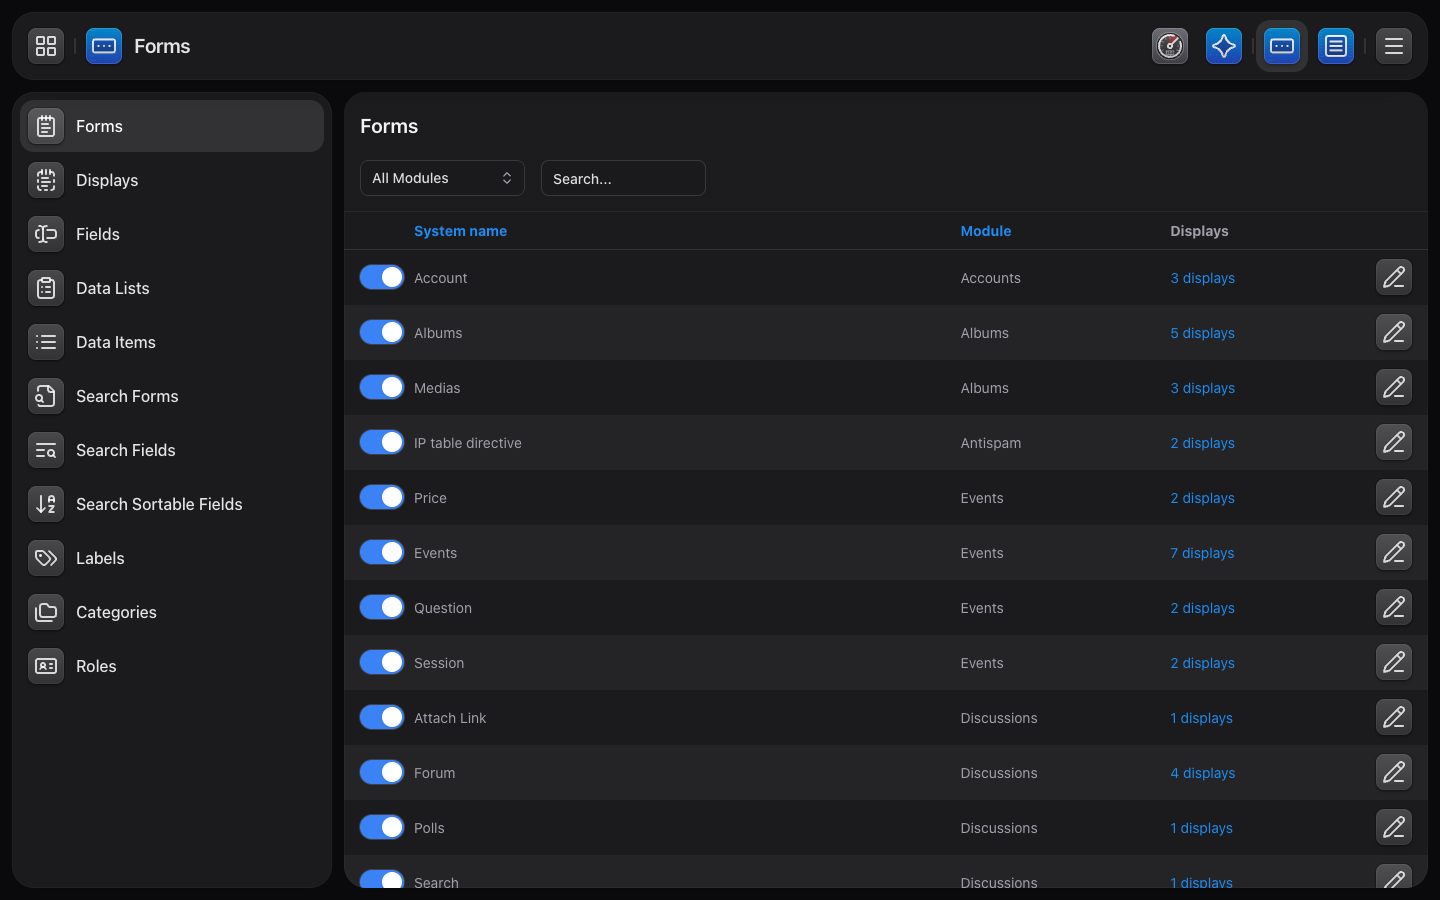 Forms
Forms
Displays
Fields
Data Lists
Data Items
Search Forms
Search Fields
Search Sortable Fields
Labels
Categories
Roles
Forms
All Modules
Search...
System name Module Displays
Account Accounts 3 displays
Albums Albums 5 displays
Medias Albums 3 displays
IP table directive Antispam 2 displays
Price Events 2 displays
Events Events 7 displays
Question Events 2 displays
Session Events 2 displays
Attach Link Discussions 1 displays
Forum Discussions 4 displays
Polls Discussions 1 displays
Search Discussions 1 displays